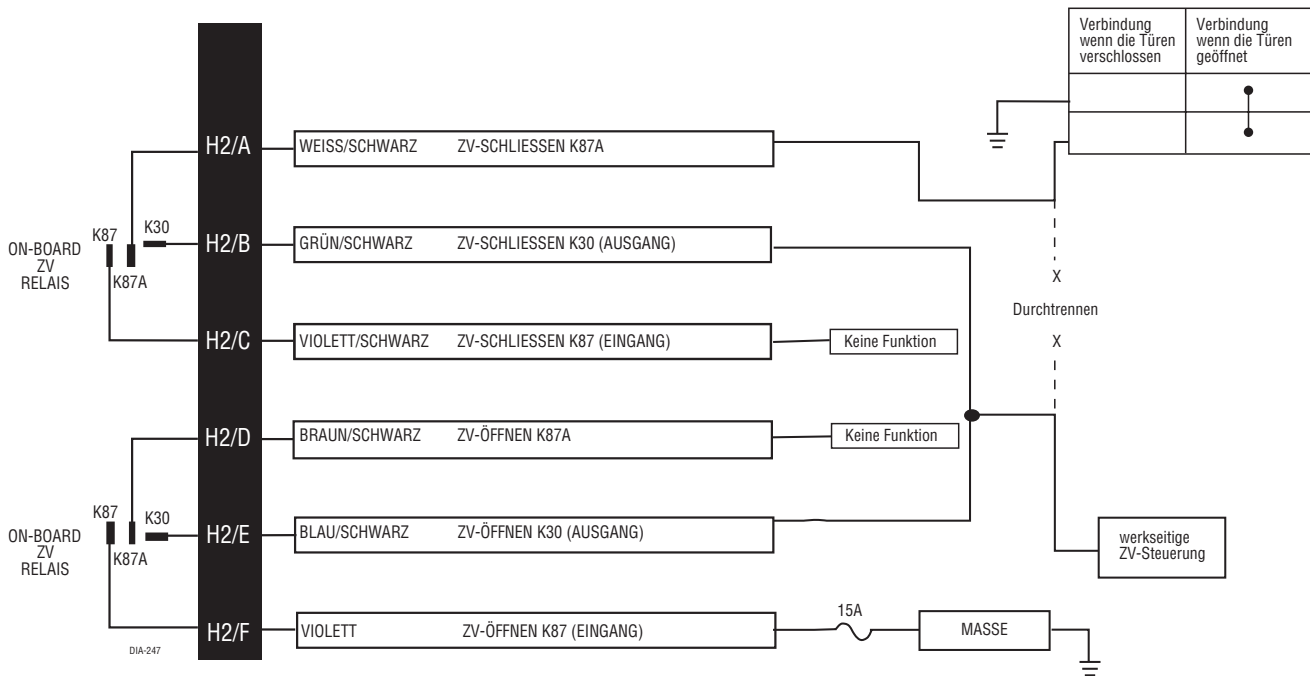 Verbindung
wenn die Türen
verschlossen
Verbindung
wenn die Türen
geöffnet
H2/A
WEISS/SCHWARZ ZV-SCHLIESSEN K87A
K87
K30
K87A
ON-BOARD
ZV
RELAIS
H2/B
GRÜN/SCHWARZ ZV-SCHLIESSEN K30 (AUSGANG)
X
Durchtrennen
X
H2/C
VIOLETT/SCHWARZ ZV-SCHLIESSEN K87 (EINGANG)
Keine Funktion
H2/D
BRAUN/SCHWARZ ZV-ÖFFNEN K87A
Keine Funktion
K87
K30
K87A
ON-BOARD
ZV
RELAIS
H2/E
BLAU/SCHWARZ ZV-ÖFFNEN K30 (AUSGANG)
werkseitige
ZV-Steuerung
H2/F
VIOLETT ZV-ÖFFNEN K87 (EINGANG)
15A
MASSE
DIA-247